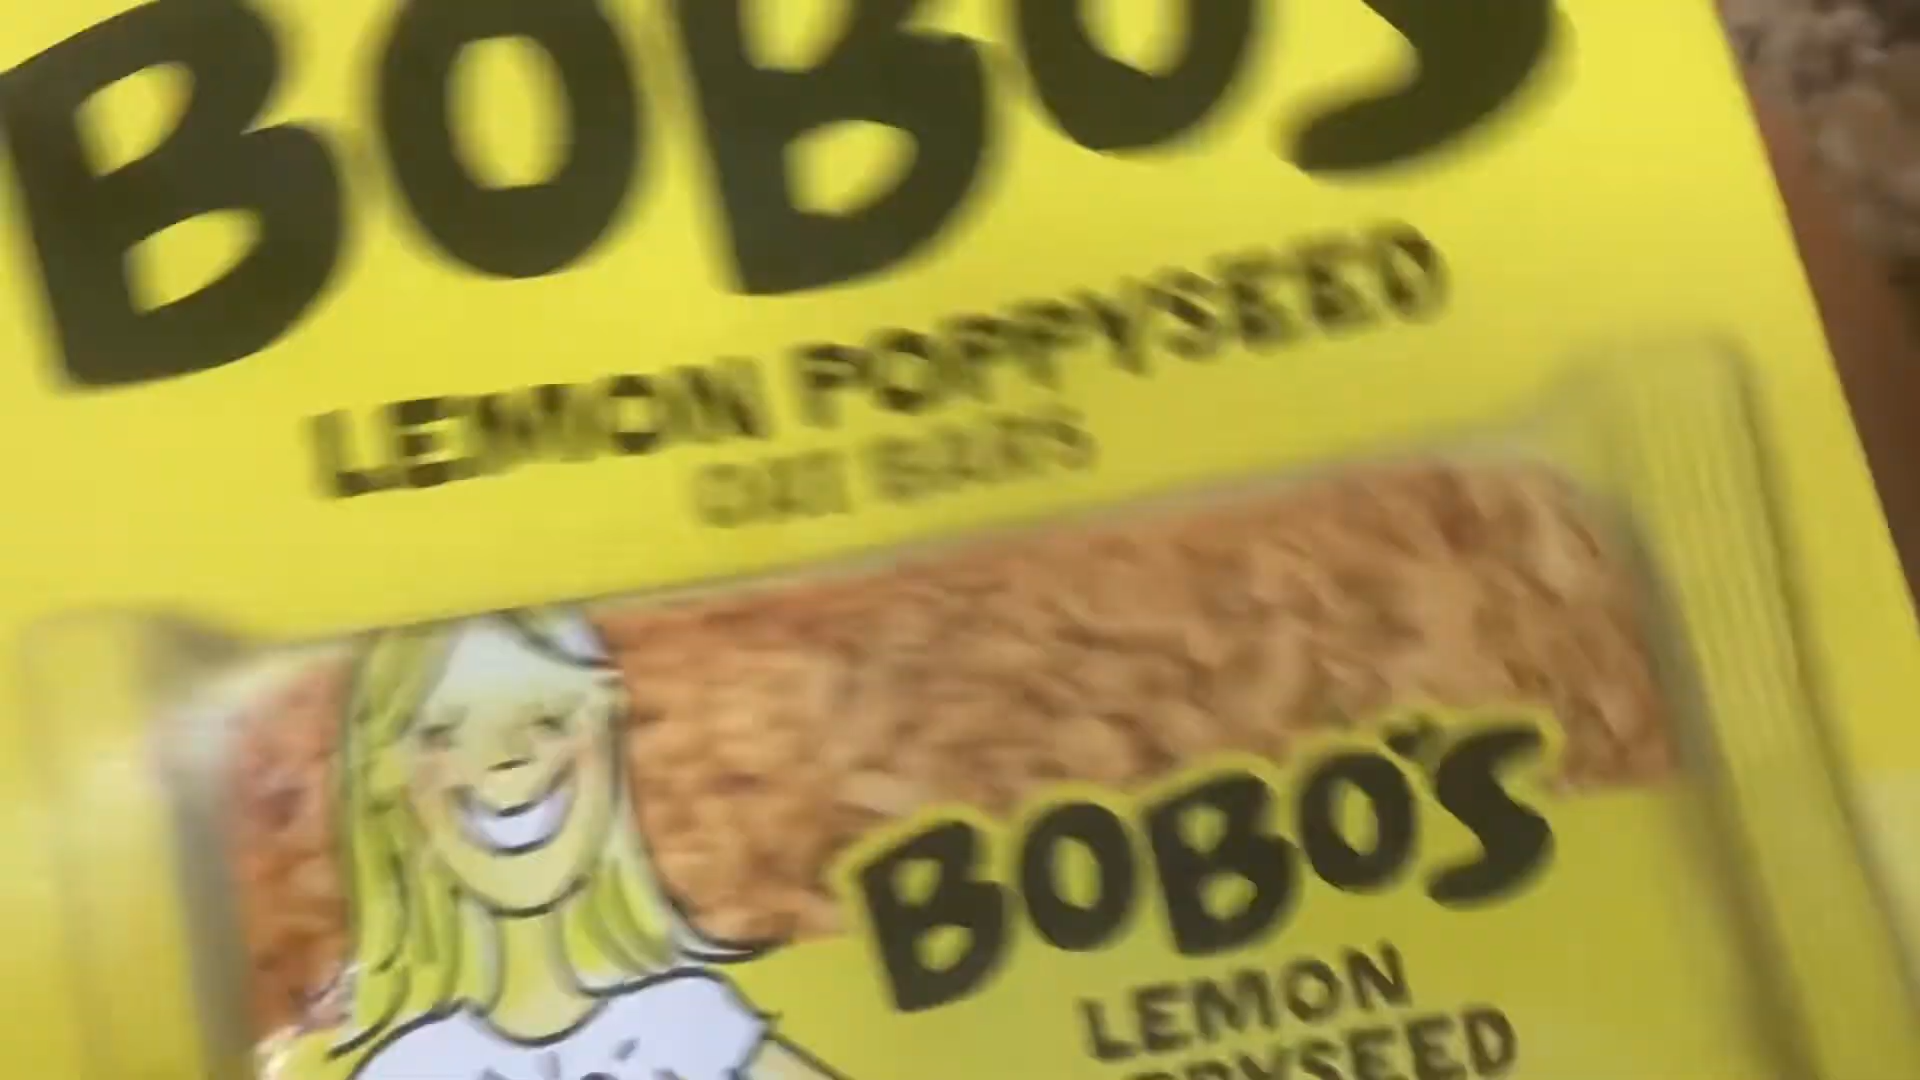 BOBO'S
LEMON POPPYSEED
OAT BARS
BOBO'S
LEMON
POPPYSEED